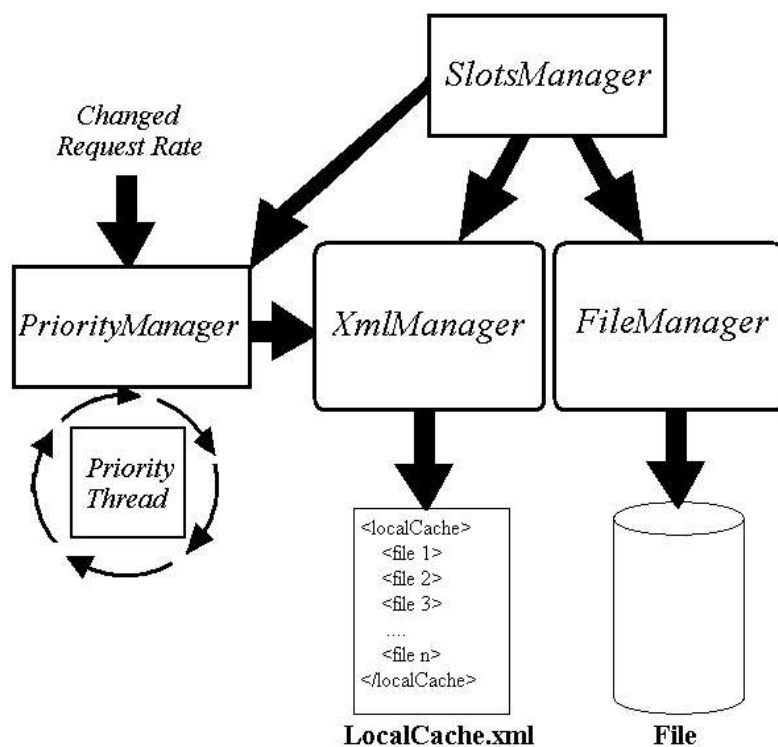 SlotsManager
Changed
Request Rate
PriorityManager
XmlManager
FileManager
Priority
Thread
<localCache>
<file 1>
<file 2>
<file 3>
....
<file n>
</localCache>
LocalCache.xml
File